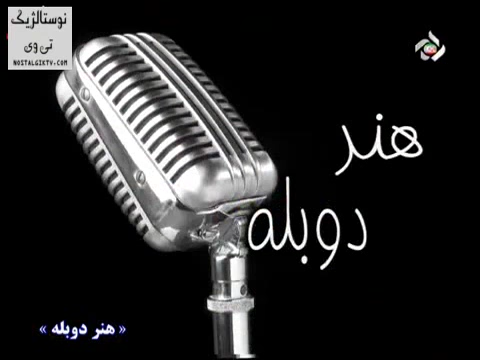 نوستالژیک
تی وی
NOSTALGIKTV.COM
هنر
دوبله
« هنر دوبله »